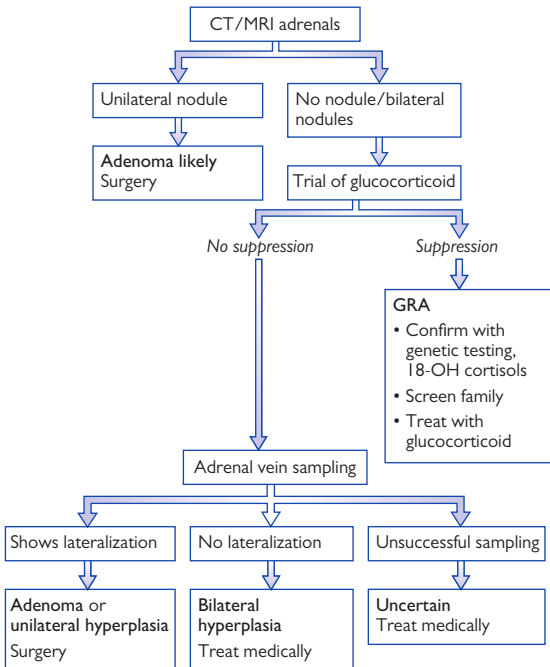 CT/MRI adrenals
Unilateral nodule
No nodule/bilateral
nodules
Adenoma likely
Surgery
Trial of glucocorticoid
No suppression
Suppression
GRA
• Confirm with
genetic testing,
18-OH cortisols
• Screen family
• Treat with
glucocorticoid
Adrenal vein sampling
Shows lateralization
No lateralization
Unsuccessful sampling
Adenoma or
unilateral hyperplasia
Surgery
Bilateral
hyperplasia
Treat medically
Uncertain
Treat medically